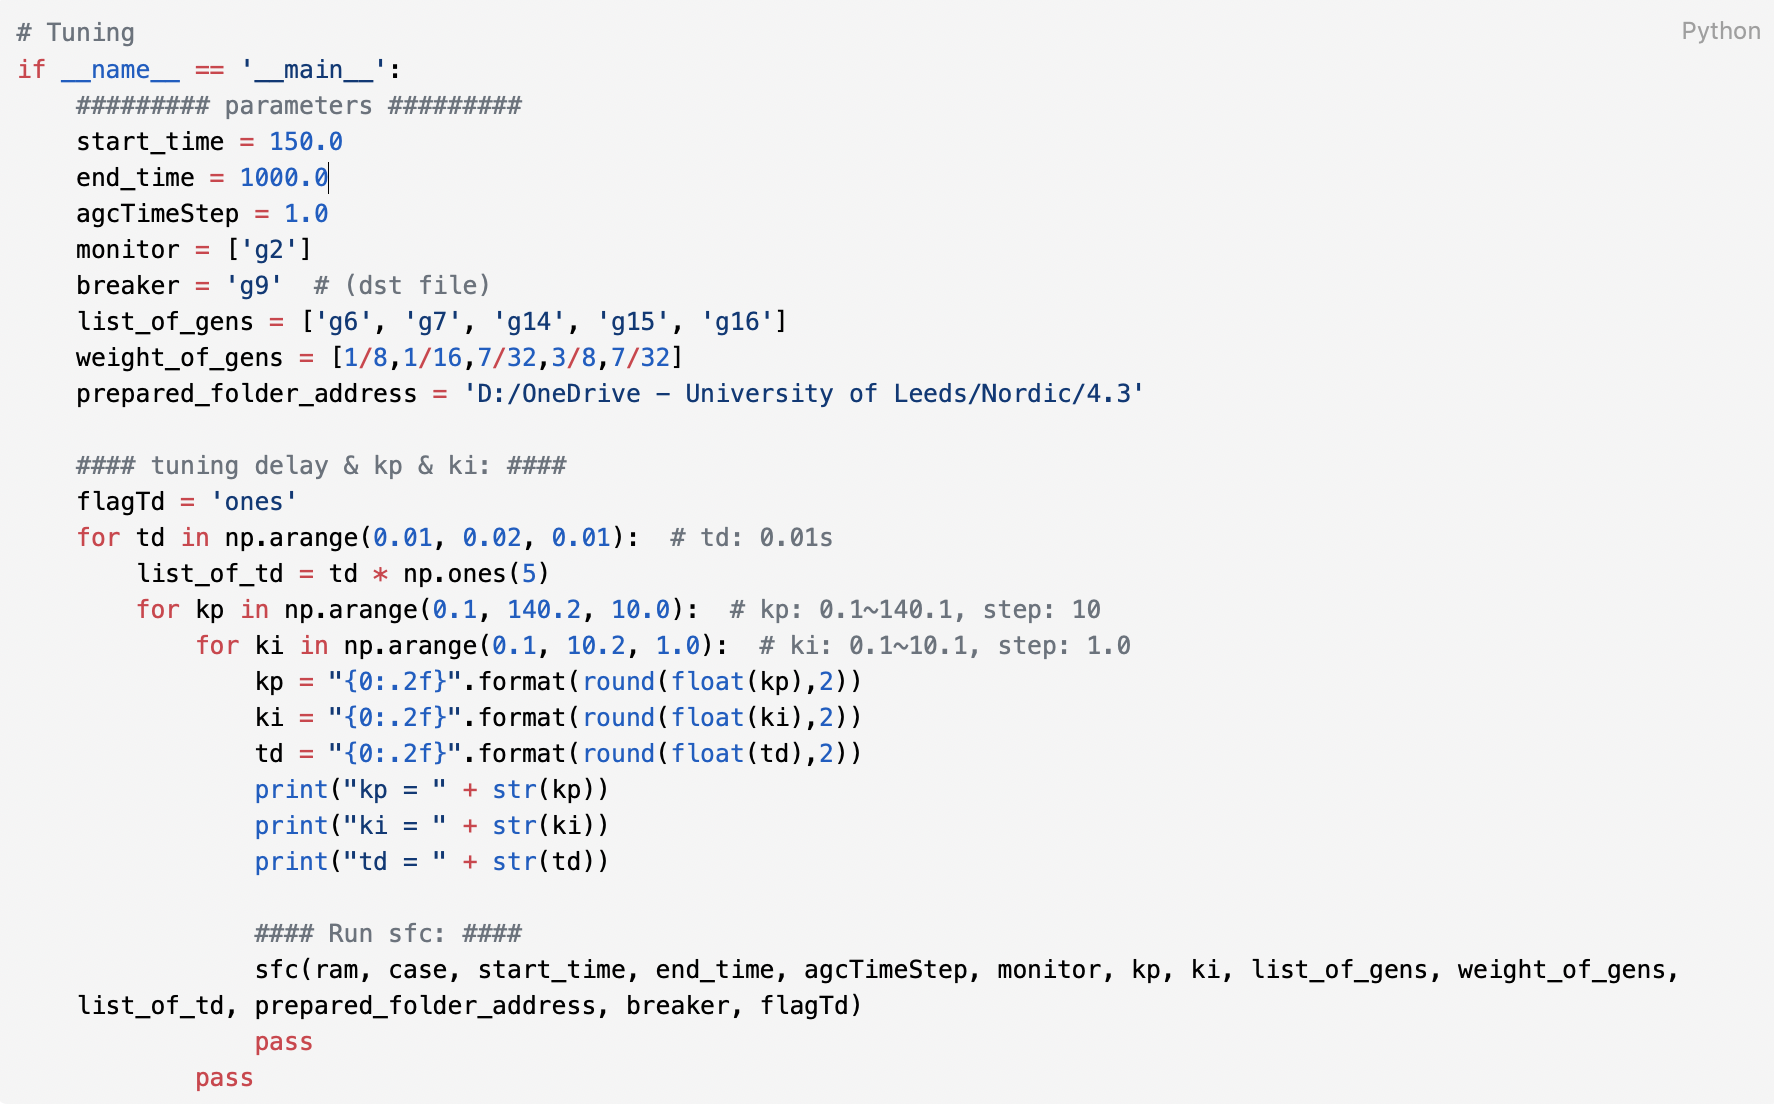 # Tuning
Python
if __name__ == '__main__':
    ######### parameters #########
    start_time = 150.0
    end_time = 1000.0
    agcTimeStep = 1.0
    monitor = ['g2']
    breaker = 'g9'  # (dst file)
    list_of_gens = ['g6', 'g7', 'g14', 'g15', 'g16']
    weight_of_gens = [1/8,1/16,7/32,3/8,7/32]
    prepared_folder_address = 'D:/OneDrive – University of Leeds/Nordic/4.3'

    #### tuning delay & kp & ki: ####
    flagTd = 'ones'
    for td in np.arange(0.01, 0.02, 0.01):  # td: 0.01s
        list_of_td = td * np.ones(5)
        for kp in np.arange(0.1, 140.2, 10.0):  # kp: 0.1~140.1, step: 10
            for ki in np.arange(0.1, 10.2, 1.0):  # ki: 0.1~10.1, step: 1.0
                kp = "{0:.2f}".format(round(float(kp),2))
                ki = "{0:.2f}".format(round(float(ki),2))
                td = "{0:.2f}".format(round(float(td),2))
                print("kp = " + str(kp))
                print("ki = " + str(ki))
                print("td = " + str(td))

                #### Run sfc: ####
                sfc(ram, case, start_time, end_time, agcTimeStep, monitor, kp, ki, list_of_gens, weight_of_gens,
    list_of_td, prepared_folder_address, breaker, flagTd)
                pass
            pass